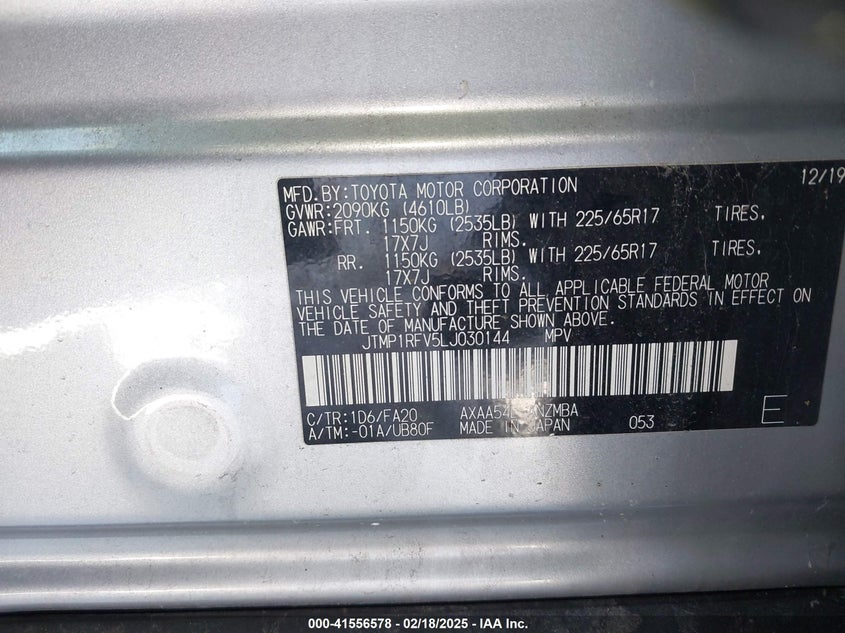 MFD.BY:TOYOTA MOTOR CORPORATION 12/19
GVWR:2090KG (4610LB)
GAWR:FRT. 1150KG (2535LB) WITH 225/65R17 TIRES,
17X7J RIMS.
RR. 1150KG (2535LB) WITH 225/65R17 TIRES,
17X7J RIMS.
THIS VEHICLE CONFORMS TO ALL APPLICABLE FEDERAL MOTOR
VEHICLE SAFETY AND THEFT PREVENTION STANDARDS IN EFFECT ON
THE DATE OF MANUFACTURE SHOWN ABOVE.
JTMP1RFV5LJ030144 MPV
C/TR:1D6/FA20
A/TM:-01A/UB80F MADE IN JAPAN 053 E
000-41556578 - 02/18/2025 - IAA Inc.